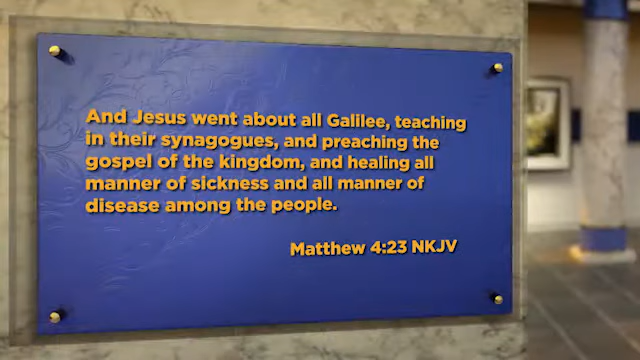 And Jesus went about all Galilee, teaching
in their synagogues, and preaching the
gospel of the kingdom, and healing all
manner of sickness and all manner of
disease among the people.
Matthew 4:23 NKJV